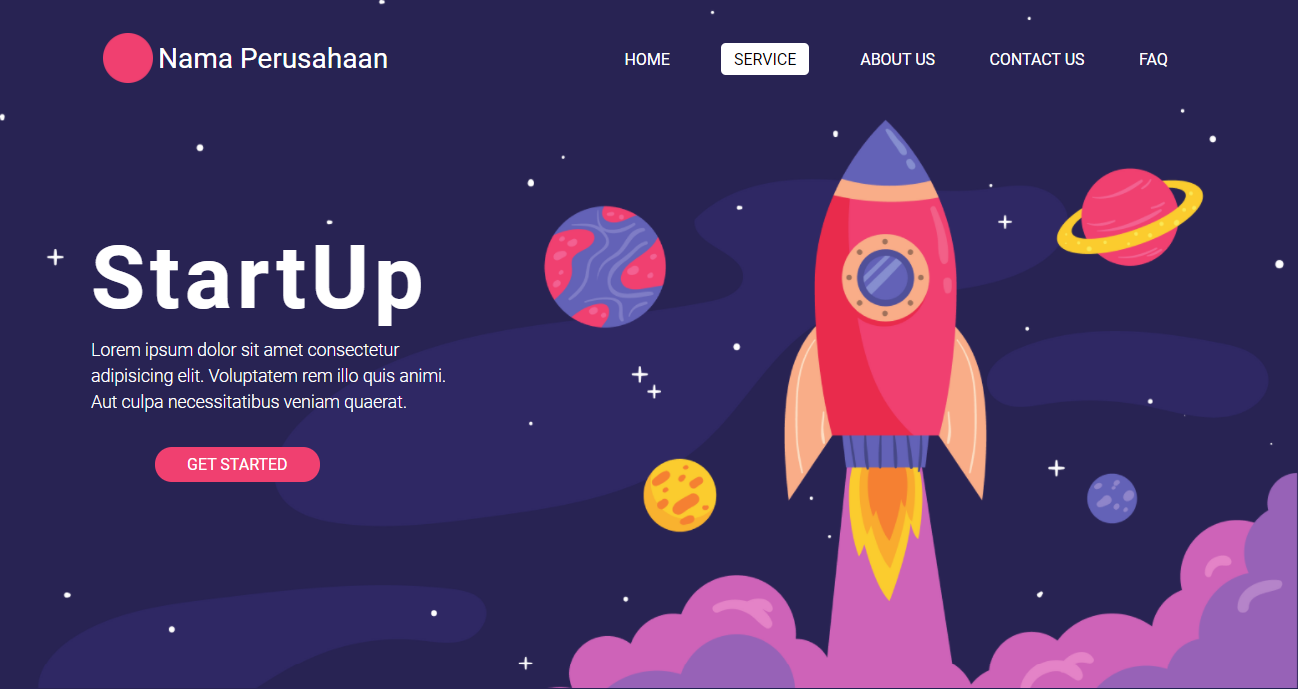 Nama Perusahaan
HOME SERVICE ABOUT US CONTACT US FAQ
StartUp
Lorem ipsum dolor sit amet consectetur
adipisicing elit. Voluptatem rem illo quis animi.
Aut culpa necessitatibus veniam quaerat.
GET STARTED